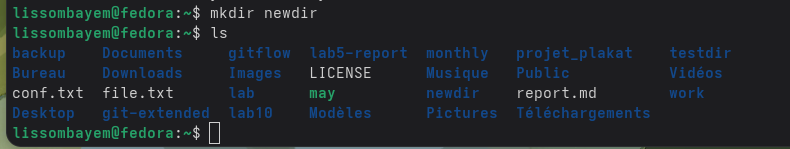 lissombayem@fedora:~$ mkdir newdir
lissombayem@fedora:~$ ls
backup Documents gitflow lab5-report monthly projet_plakat testdir
Bureau Downloads Images LICENSE Musique Public Vidéos
conf.txt file.txt lab may newdir report.md work
Desktop git-extended lab10 Modèles Pictures Téléchargements
lissombayem@fedora:~$